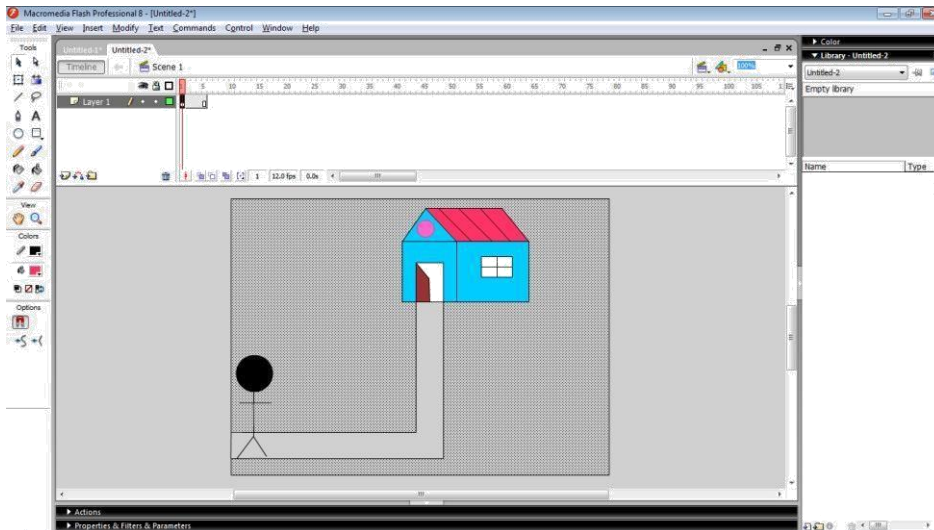 Macromedia Flash Professional 8 - [Untitled-2*]
File Edit View Insert Modify Text Commands Control Window Help
Tools
Untitled-1* Untitled-2*
Timeline Scene 1 100%
5 10 15 20 25 30 35 40 45 50 55 60 65 70 75 80 85 90 95 100 105
Layer 1
1 12.0 fps 0.0s
View
Colors
Options
Color
Library - Untitled-2
Untitled-2
Empty library
Name Type
Actions
Properties & Filters & Parameters